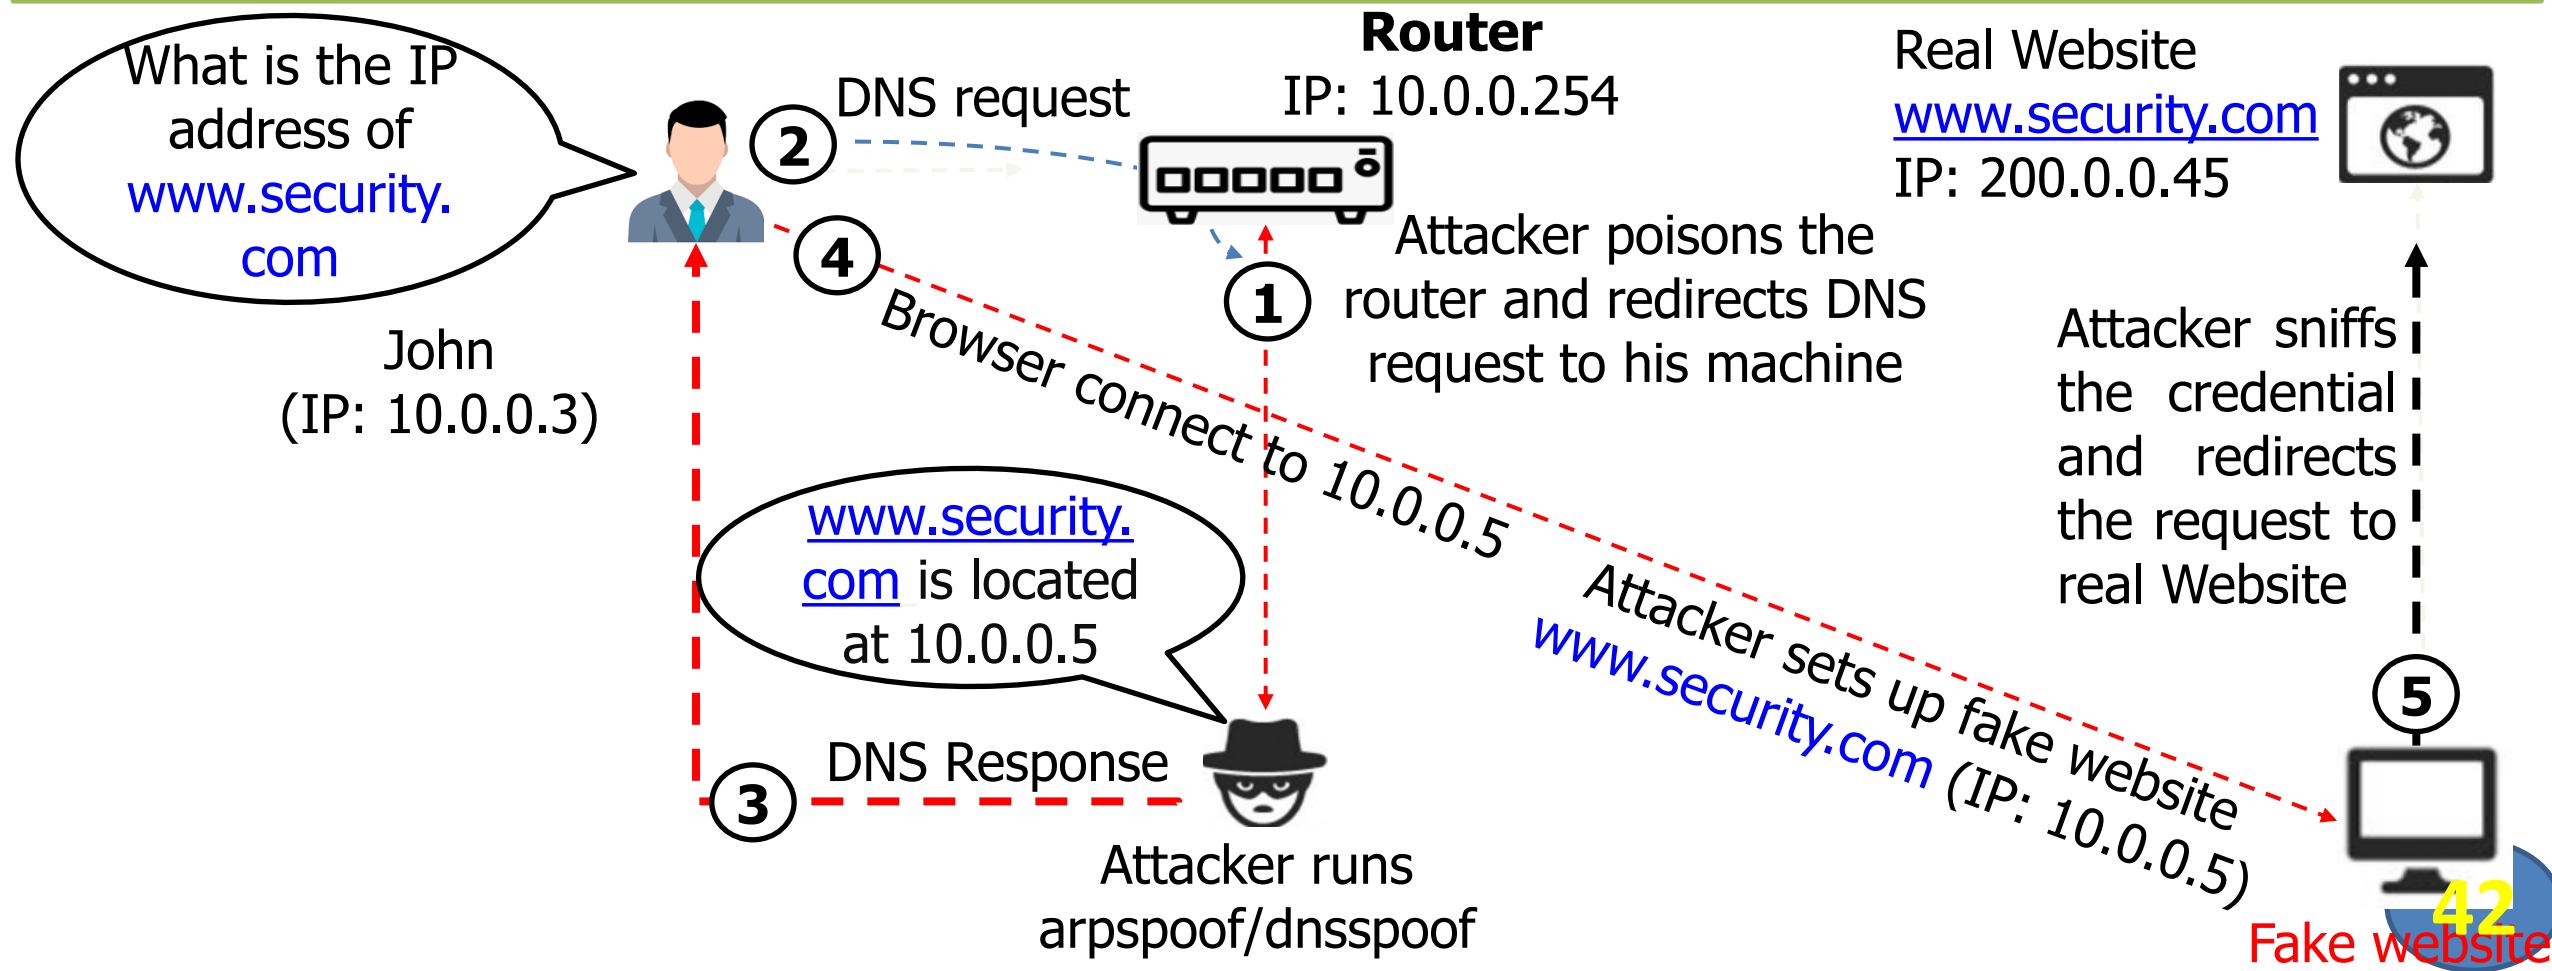 What is the IP
address of
www.security.
com
John
(IP: 10.0.0.3)
2
DNS request
Router
IP: 10.0.0.254
Real Website
www.security.com
IP: 200.0.0.45
4
Browser connect to 10.0.0.5
1
Attacker poisons the
router and redirects DNS
request to his machine
Attacker sniffs
the credential
and redirects
the request to
real Website
5
www.security.
com is located
at 10.0.0.5
3
DNS Response
Attacker runs
arpspoof/dnsspoof
Attacker sets up fake website
www.security.com (IP: 10.0.0.5)
42
Fake website